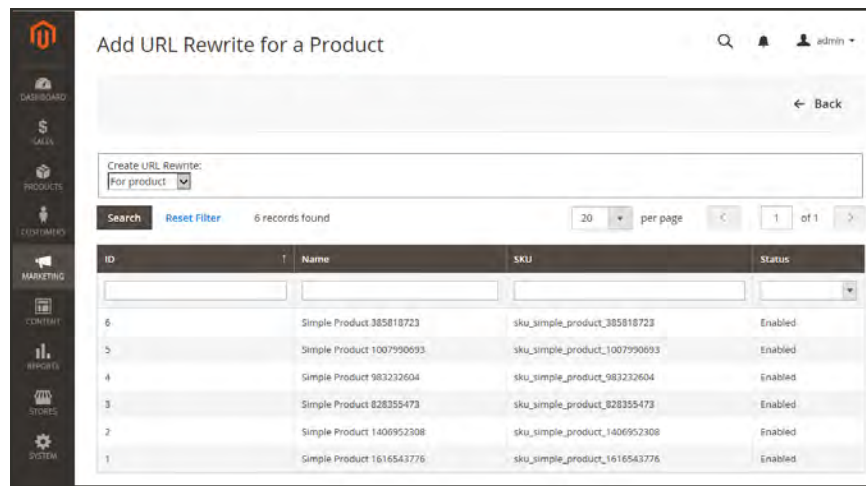 Add URL Rewrite for a Product
admin
DASHBOARD
← Back
$
SALES
Create URL Rewrite:
For product
PRODUCTS
Search Reset Filter 6 records found 20 per page < 1 of 1 >
CUSTOMERS
ID ↑ Name SKU Status
MARKETING
CONTENT
6 Simple Product 385818723 sku_simple_product_385818723 Enabled
5 Simple Product 1007990693 sku_simple_product_1007990693 Enabled
REPORTS
4 Simple Product 983232604 sku_simple_product_983232604 Enabled
3 Simple Product 828355473 sku_simple_product_828355473 Enabled
STORES
2 Simple Product 1406952308 sku_simple_product_1406952308 Enabled
SYSTEM
1 Simple Product 1616543776 sku_simple_product_1616543776 Enabled